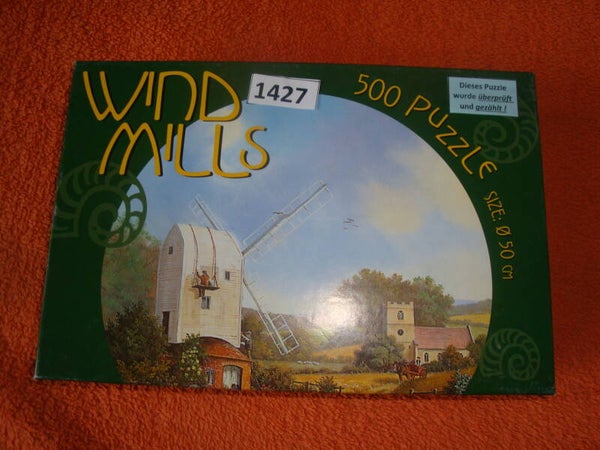 WIND
MILLS
1427
500 PUZZLE SIZE: Ø 50 CM
Dieses Puzzle
wurde überprüft
und gezählt !